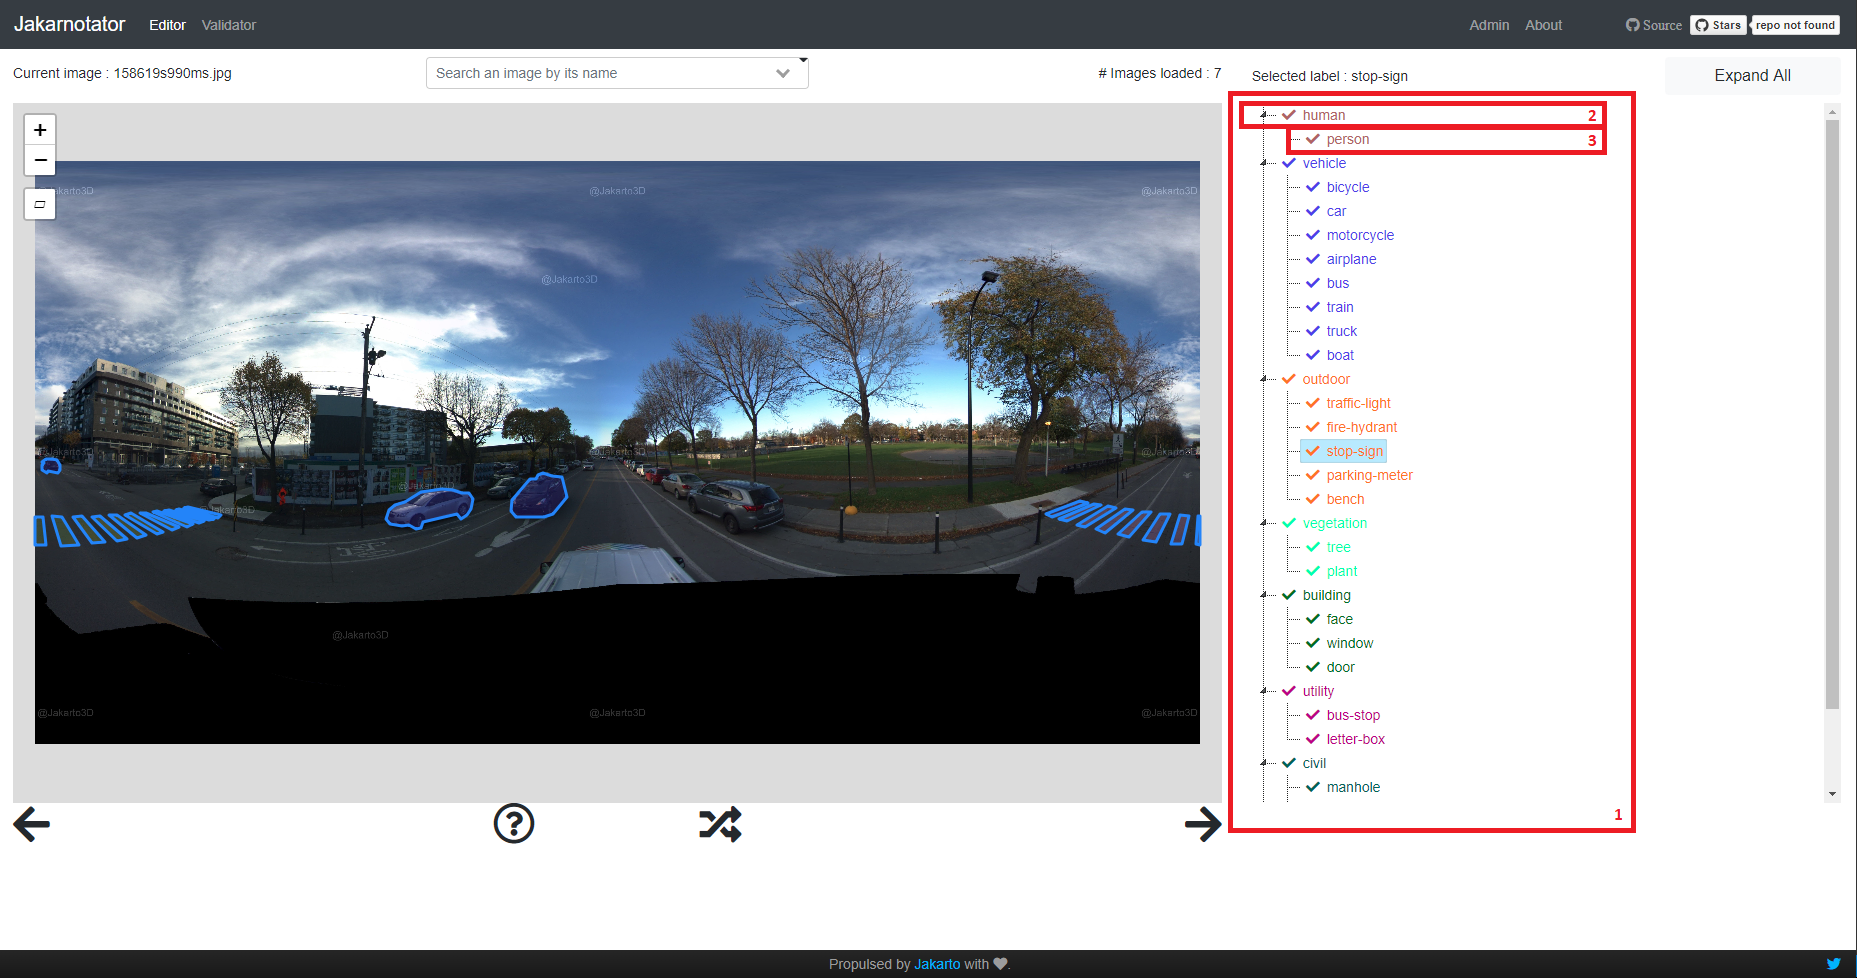 Jakarnotator Editor Validator Admin About Source Stars repo not found
Current image : 158619s990ms.jpg Search an image by its name # Images loaded : 7 Selected label : stop-sign Expand All
+
−
@Jakarto3D @Jakarto3D @Jakarto3D
@Jakarto3D
@Jakarto3D @Jakarto3D @Jakarto3D
@Jakarto3D
@Jakarto3D
@Jakarto3D
@Jakarto3D @Jakarto3D @Jakarto3D
human 2
person 3
vehicle
bicycle
car
motorcycle
airplane
bus
train
truck
boat
outdoor
traffic-light
fire-hydrant
stop-sign
parking-meter
bench
vegetation
tree
plant
building
face
window
door
utility
bus-stop
letter-box
civil
manhole
1
?
Propulsed by Jakarto with ♥.